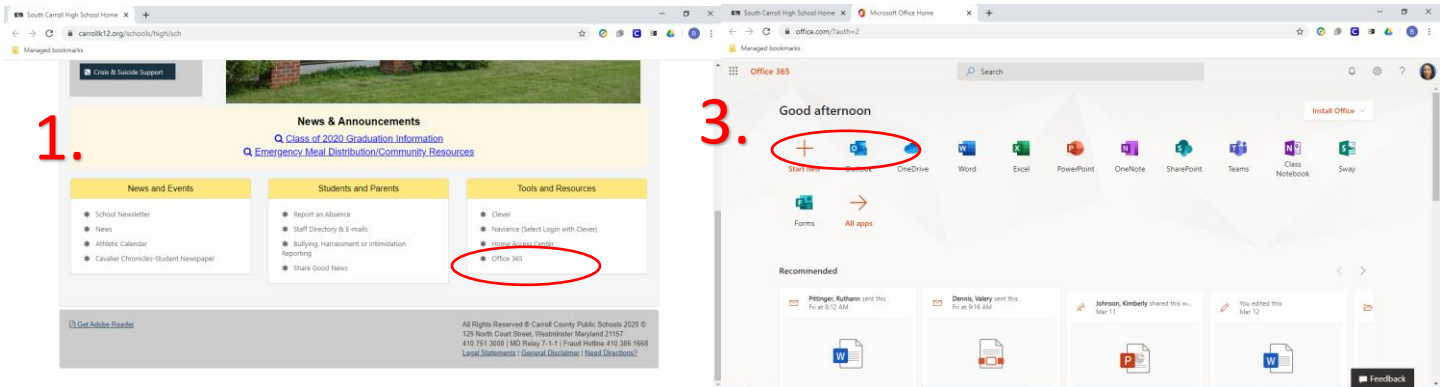 South Carroll High School Home
carrollk12.org/schools/high/sch
Managed bookmarks
Crisis & Suicide Support
1.
News & Announcements
Class of 2020 Graduation Information
Emergency Meal Distribution/Community Resources
News and Events
School Newsletter
News
Athletic Calendar
Cavalier Chronicles-Student Newspaper
Students and Parents
Report an Absence
Staff Directory & E-mails
Bullying, Harrassment or Intimidation
Reporting
Share Good News
Tools and Resources
Clever
Naviance (Select Login with Clever)
Home Access Center
Office 365
Get Adobe Reader
All Rights Reserved ® Carroll County Public Schools 2020 ©
125 North Court Street, Westminster Maryland 21157
410.751.3000 | MD Relay 7-1-1 | Fraud Hotline 410.386.1668
Legal Statements | General Disclaimer | Need Directions?
South Carroll High School Home
Microsoft Office Home
office.com/?auth=2
Managed bookmarks
Office 365
Search
3.
Good afternoon
Install Office
Start new
Outlook
OneDrive
Word
Excel
PowerPoint
OneNote
SharePoint
Teams
Class
Notebook
Sway
Forms
All apps
Recommended
Pittinger, Ruthann sent this
Fri at 8:12 AM
Dennis, Valery sent this
Fri at 9:16 AM
Johnson, Kimberly shared this w...
Mar 11
You edited this
Mar 12
Feedback